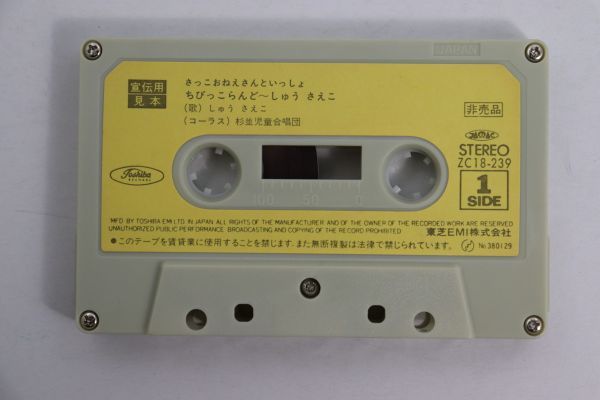 JAPAN
宣伝用
見本
さっこおねえさんといっしょ
ちびっこらんど〜しゅう さえこ
(歌) しゅう さえこ
(コーラス) 杉並児童合唱団
非売品
Toshiba
RECORDS
JASRAC
STEREO
ZC18-239
1
SIDE
100 50 0
MFD BY TOSHIBA EMI LTD. IN JAPAN ALL RIGHTS OF THE MANUFACTURER AND OF THE OWNER OF THE RECORDED WORK ARE RESERVED
UNAUTHORIZED PUBLIC PERFORMANCE BROADCASTING AND COPYING OF THE RECORD PROHIBITED
東芝EMI株式会社
●このテープを賃貸業に使用することを禁じます. また無断複製は法律で禁じられています。
No.380129